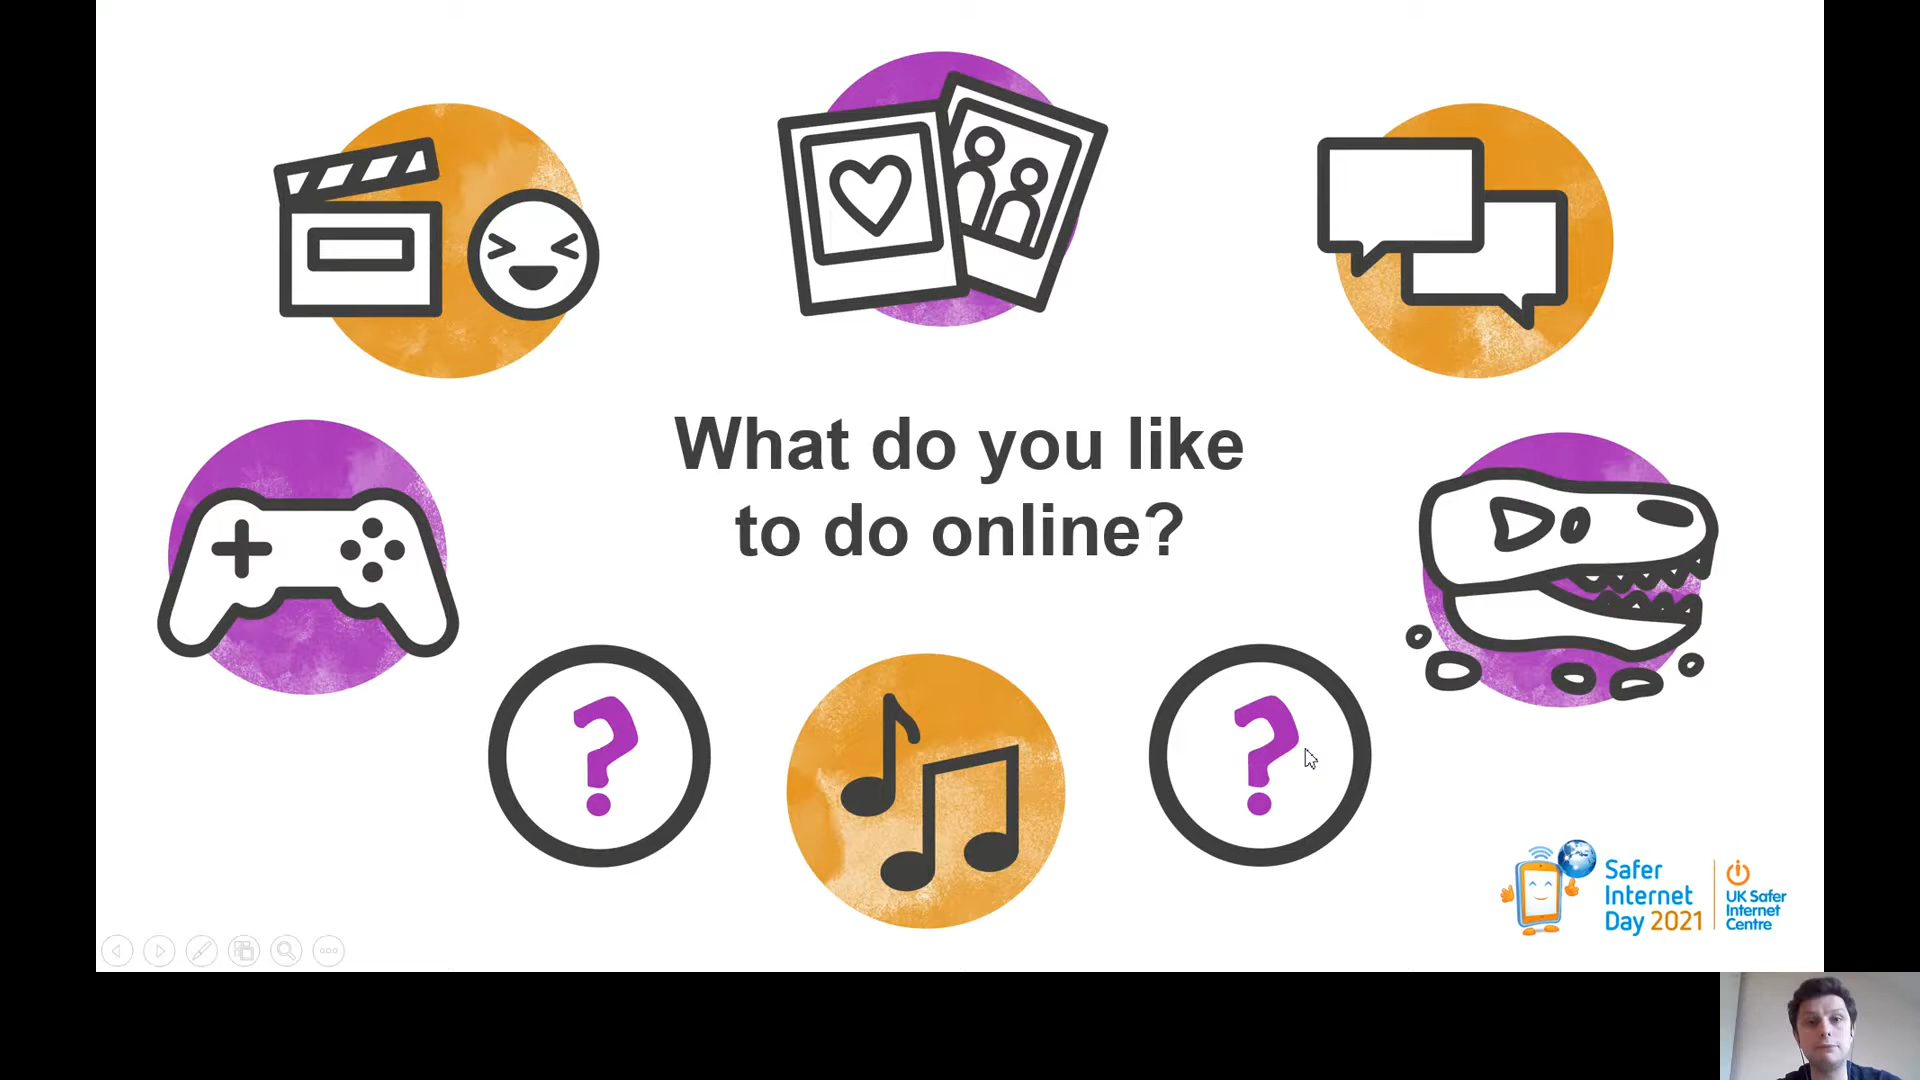 What do you like
to do online?
?
?
Safer
Internet
Day 2021
UK Safer
Internet
Centre